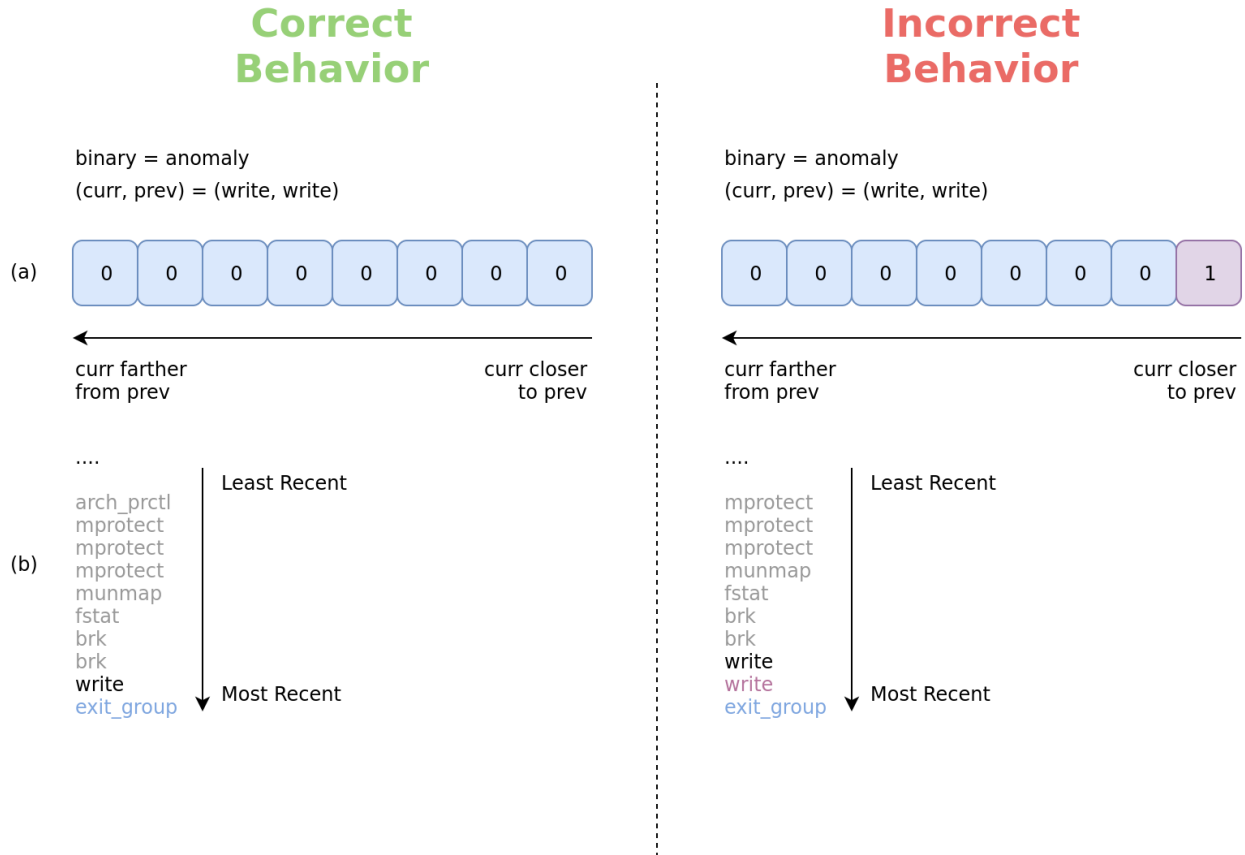 Correct
Behavior
binary = anomaly
(curr, prev) = (write, write)
(a)
0 0 0 0 0 0 0 0
curr farther
from prev
curr closer
to prev
....
Least Recent
arch_prctl
mprotect
mprotect
mprotect
(b)
munmap
fstat
brk
brk
write
Most Recent
exit_group
Incorrect
Behavior
binary = anomaly
(curr, prev) = (write, write)
0 0 0 0 0 0 0 1
curr farther
from prev
curr closer
to prev
....
Least Recent
mprotect
mprotect
mprotect
munmap
fstat
brk
brk
write
write
Most Recent
exit_group